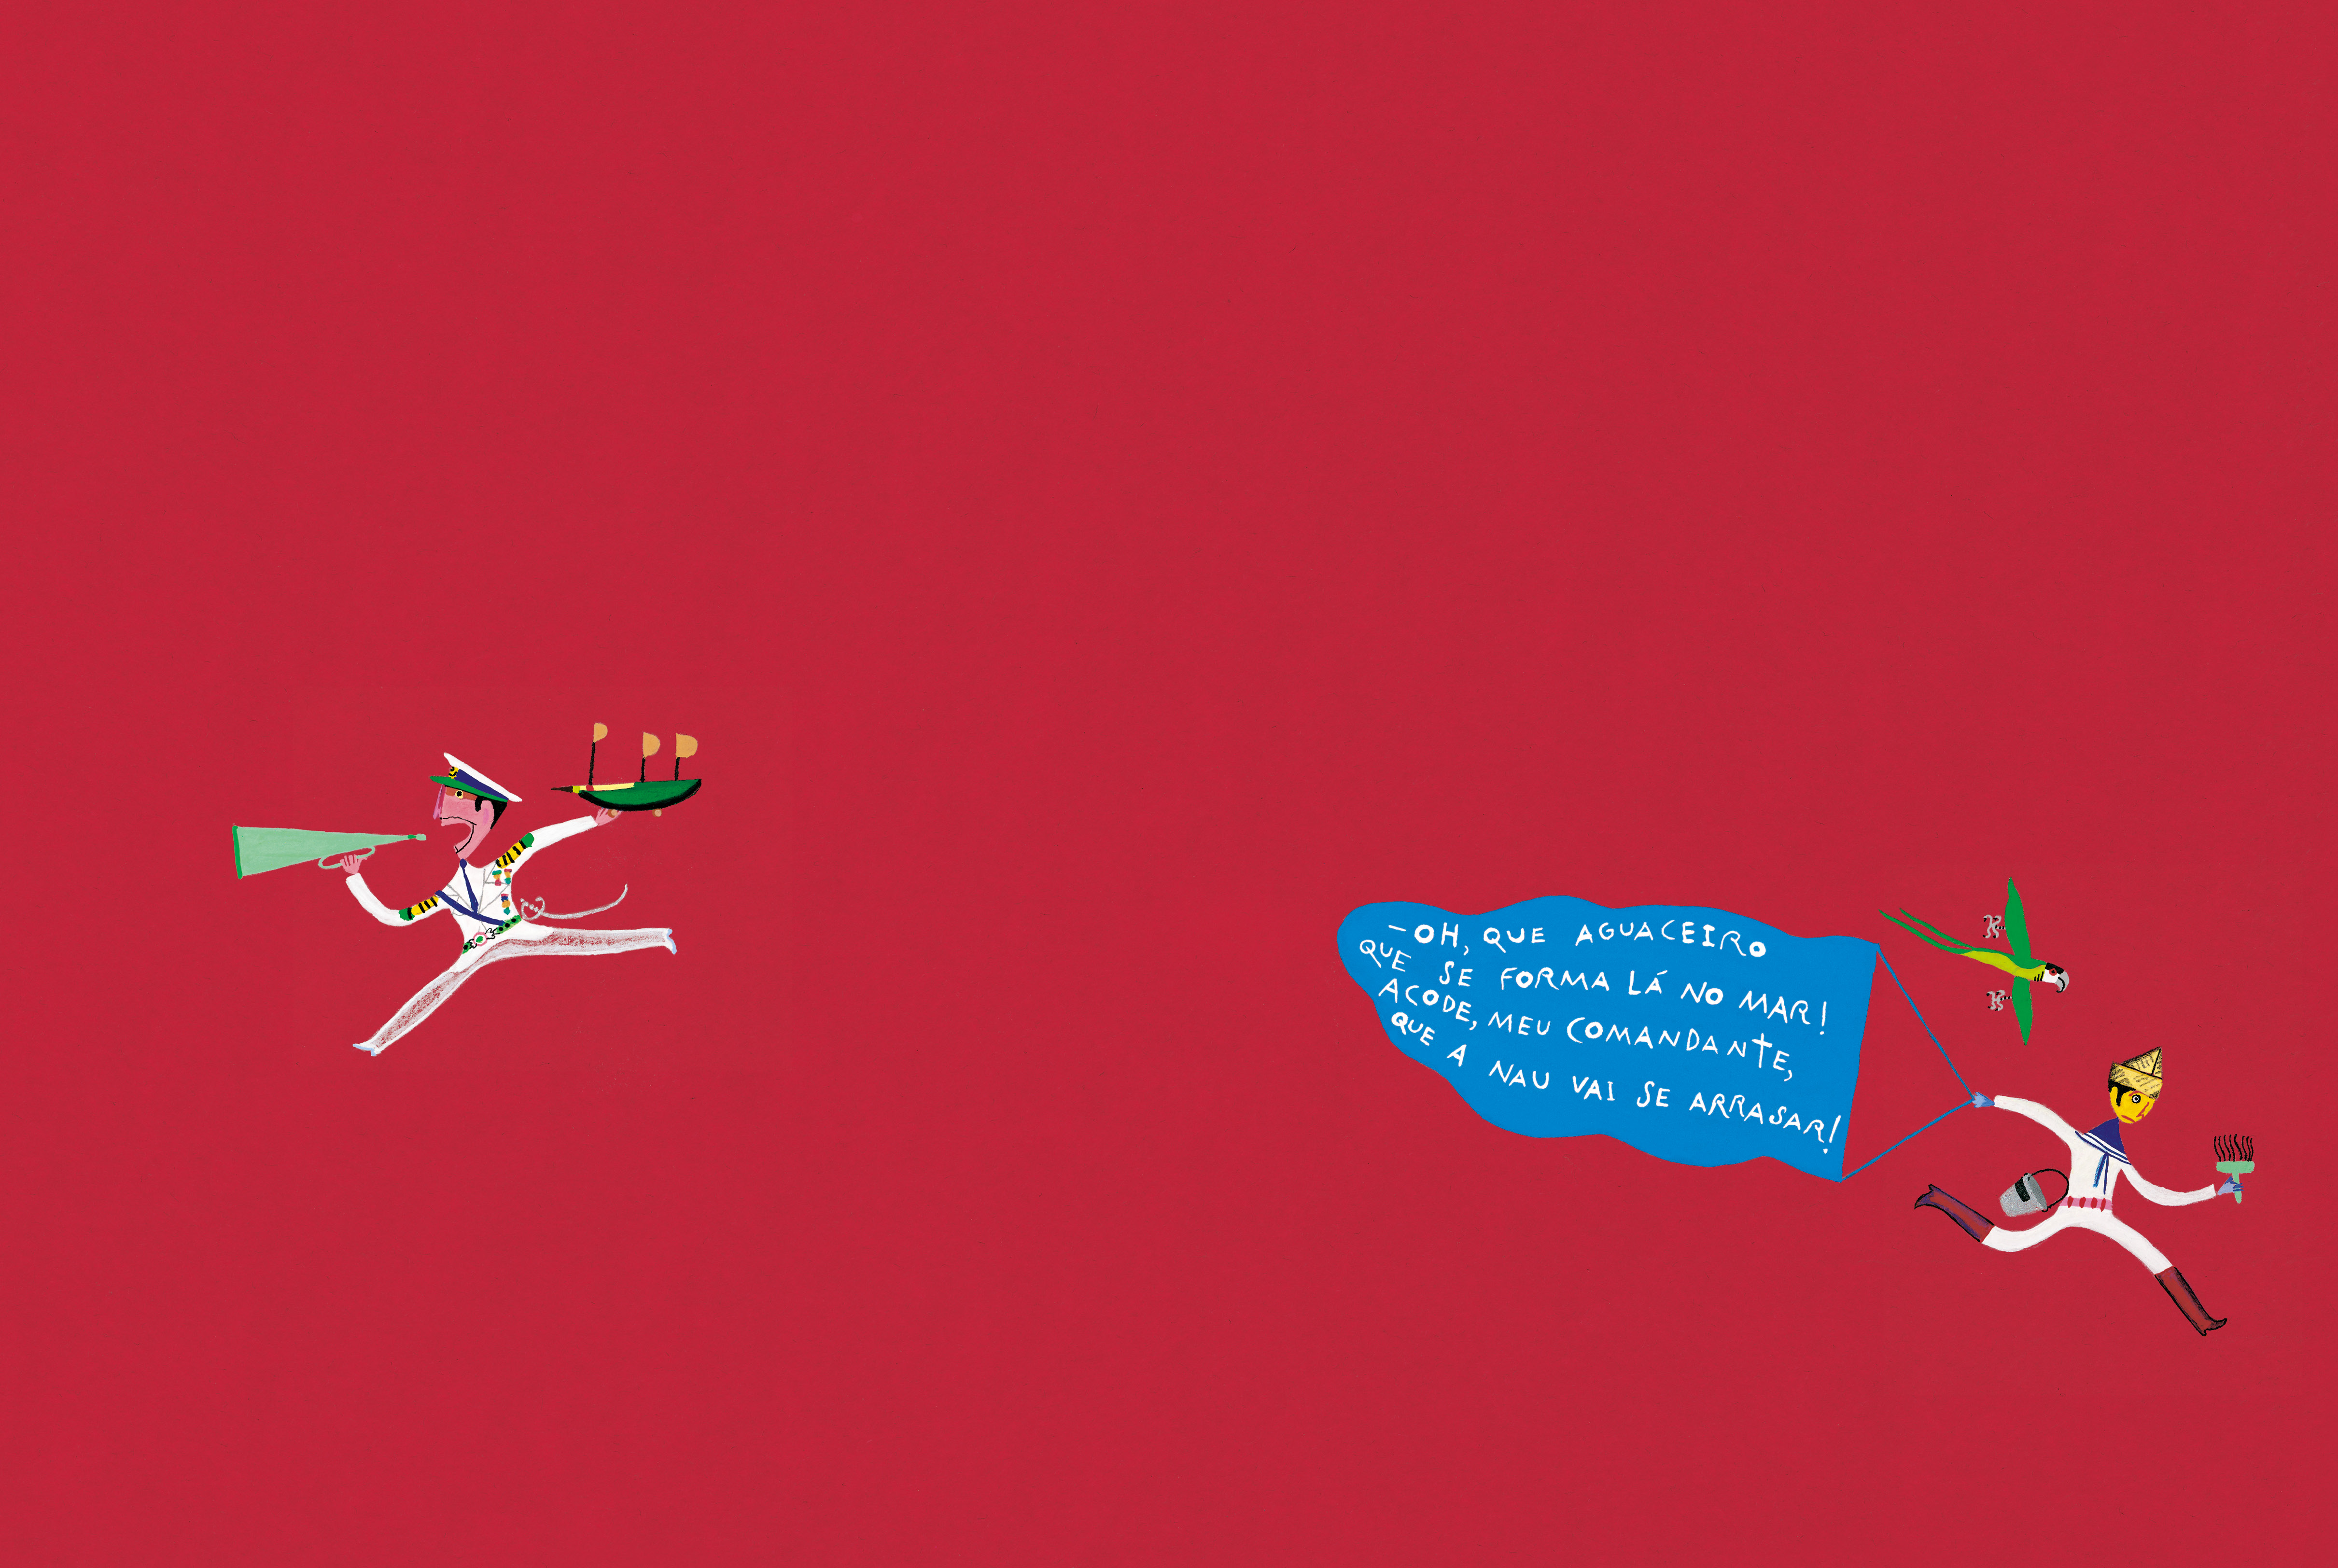 —OH, QUE AGUACEIRO
QUE SE FORMA LÁ NO MAR!
ACODE, MEU COMANDANTE,
QUE A NAU VAI SE ARRASAR!